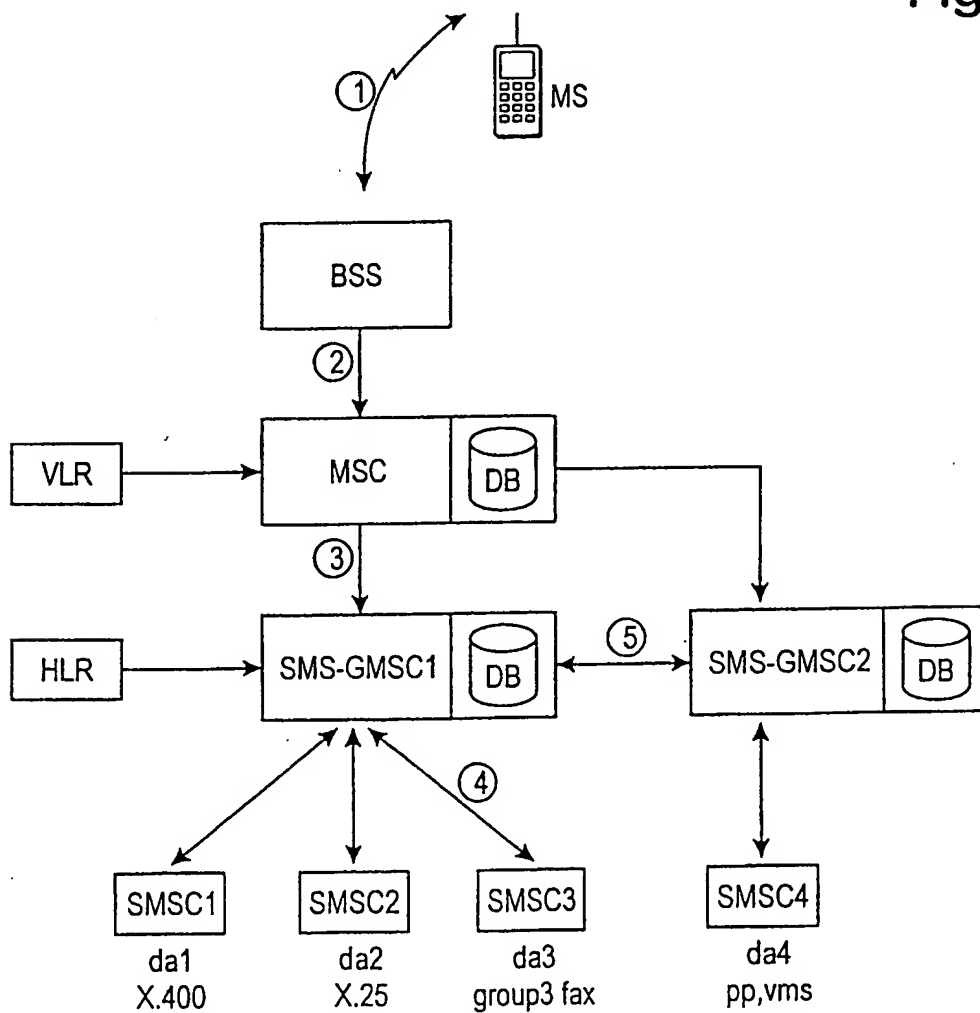 Fig
1
MS
BSS
2
VLR
MSC
DB
3
HLR
SMS-GMSC1
DB
5
SMS-GMSC2
DB
4
SMSC1
SMSC2
SMSC3
SMSC4
da1
da2
da3
da4
X.400
X.25
group3 fax
pp,vms